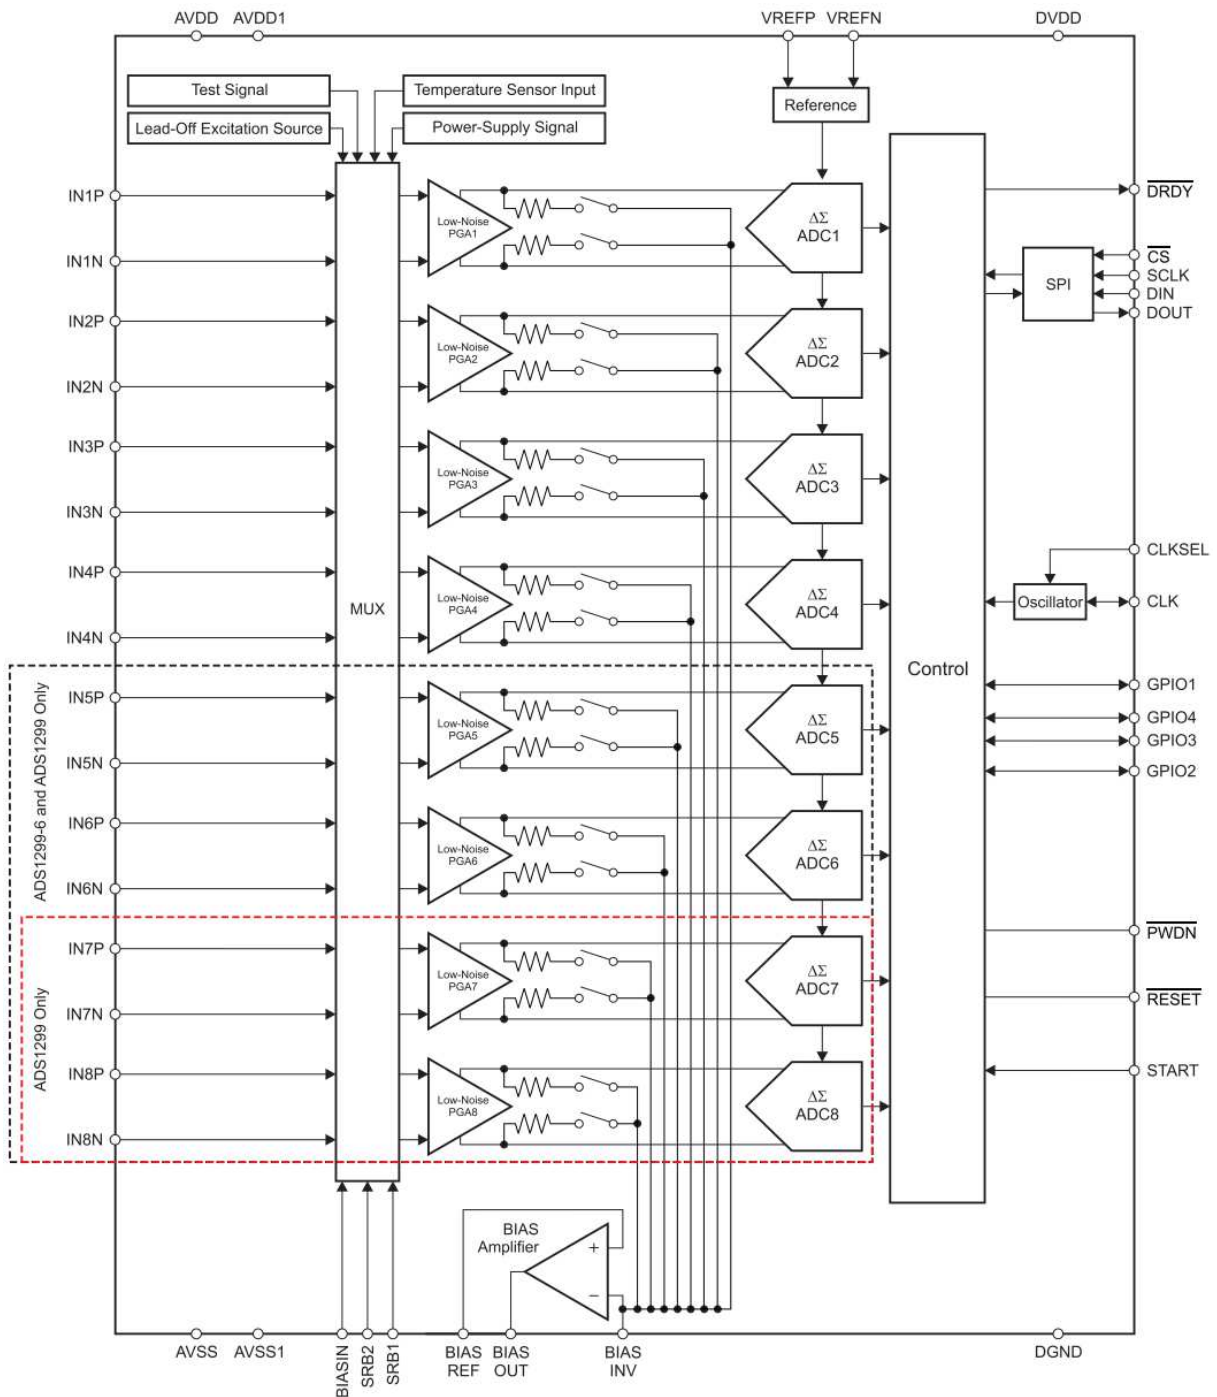 AVDD AVDD1 VREFP VREFN DVDD
Test Signal
Temperature Sensor Input
Lead-Off Excitation Source
Power-Supply Signal
Reference
IN1P
IN1N
Low-Noise
PGA1
ΔΣ
ADC1
DRDY
CS
SCLK
DIN
DOUT
SPI
IN2P
IN2N
Low-Noise
PGA2
ΔΣ
ADC2
IN3P
IN3N
Low-Noise
PGA3
ΔΣ
ADC3
IN4P
IN4N
MUX
Low-Noise
PGA4
ΔΣ
ADC4
CLKSEL
Oscillator
CLK
Control
ADS1299-6 and ADS1299 Only
IN5P
IN5N
Low-Noise
PGA5
ΔΣ
ADC5
GPIO1
GPIO4
GPIO3
GPIO2
IN6P
IN6N
Low-Noise
PGA6
ΔΣ
ADC6
ADS1299 Only
IN7P
IN7N
Low-Noise
PGA7
ΔΣ
ADC7
PWDN
RESET
IN8P
IN8N
Low-Noise
PGA8
ΔΣ
ADC8
START
BIAS
Amplifier
+
−
AVSS AVSS1
BIASIN
SRB2
SRB1
BIAS
REF
BIAS
OUT
BIAS
INV
DGND